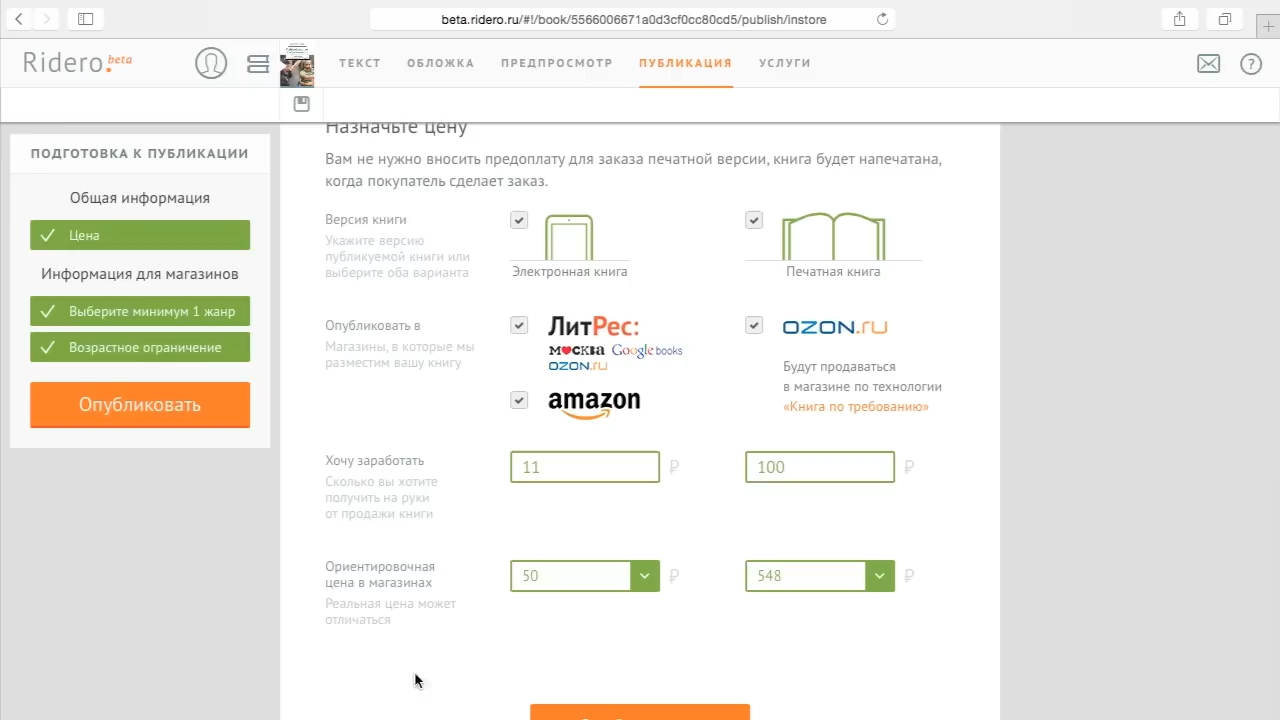 beta.ridero.ru/#!/book/5566006671a0d3cf0cc80cd5/publish/instore
Ridero.beta
ТЕКСТ ОБЛОЖКА ПРЕДПРОСМОТР ПУБЛИКАЦИЯ УСЛУГИ
ПОДГОТОВКА К ПУБЛИКАЦИИ
Общая информация
Цена
Информация для магазинов
Выберите минимум 1 жанр
Возрастное ограничение
Опубликовать
Назначьте цену
Вам не нужно вносить предоплату для заказа печатной версии, книга будет напечатана,
когда покупатель сделает заказ.
Версия книги
Укажите версию
публикуемой книги или
выберите оба варианта
Электронная книга
Печатная книга
Опубликовать в
Магазины, в которые мы
разместим вашу книгу
ЛитРес:
МОСКВА Google books
OZON.ru
amazon
OZON.ru
Будут продаваться
в магазине по технологии
«Книга по требованию»
Хочу заработать
Сколько вы хотите
получить на руки
от продажи книги
11 ₽
100 ₽
Ориентировочная
цена в магазинах
Реальная цена может
отличаться
50 ₽
548 ₽